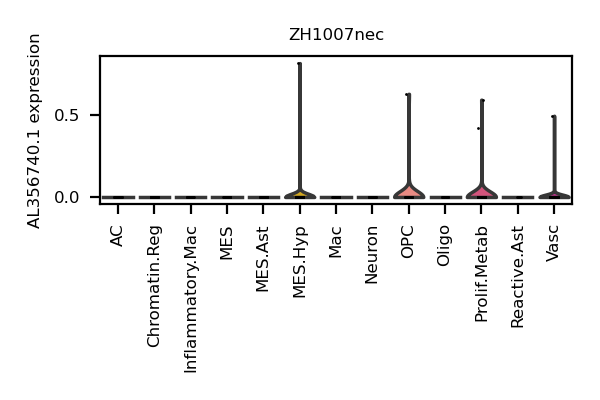 ZH1007nec
AL356740.1 expression
0.5
0.0
AC
Chromatin.Reg
Inflammatory.Mac
MES
MES.Ast
MES.Hyp
Mac
Neuron
OPC
Oligo
Prolif.Metab
Reactive.Ast
Vasc